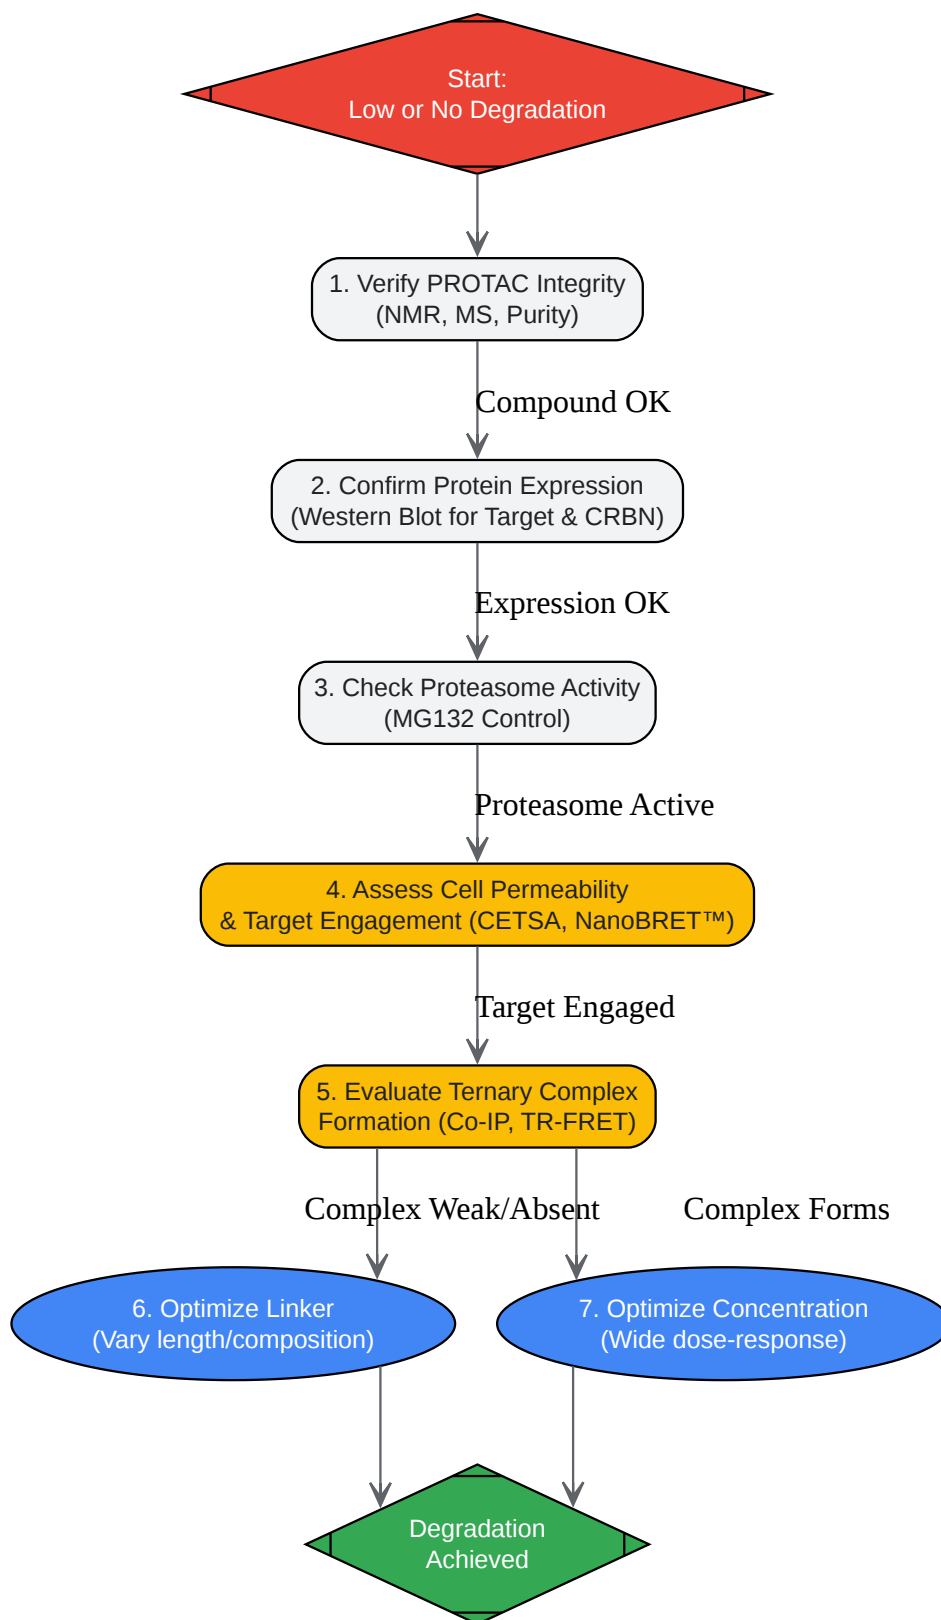 Start:
Low or No Degradation
1. Verify PROTAC Integrity
(NMR, MS, Purity)
Compound OK
2. Confirm Protein Expression
(Western Blot for Target & CRBN)
Expression OK
3. Check Proteasome Activity
(MG132 Control)
Proteasome Active
4. Assess Cell Permeability
& Target Engagement (CETSA, NanoBRET™)
Target Engaged
5. Evaluate Ternary Complex
Formation (Co-IP, TR-FRET)
Complex Weak/Absent
Complex Forms
6. Optimize Linker
(Vary length/composition)
7. Optimize Concentration
(Wide dose-response)
Degradation
Achieved